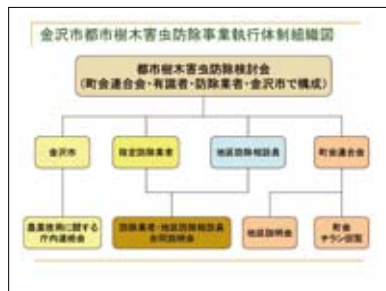 金沢市都市樹木害虫防除事業執行体制組織図
都市樹木害虫防除検討会
(町会連合会・有識者・防除業者・金沢市で構成)
金沢市
指定防除業者
地区防除相談員
町会連合会
農薬使用に関する
庁内連絡会
防除業者・地区防除相談員
合同説明会
地区説明会
町会
チラシ回覧